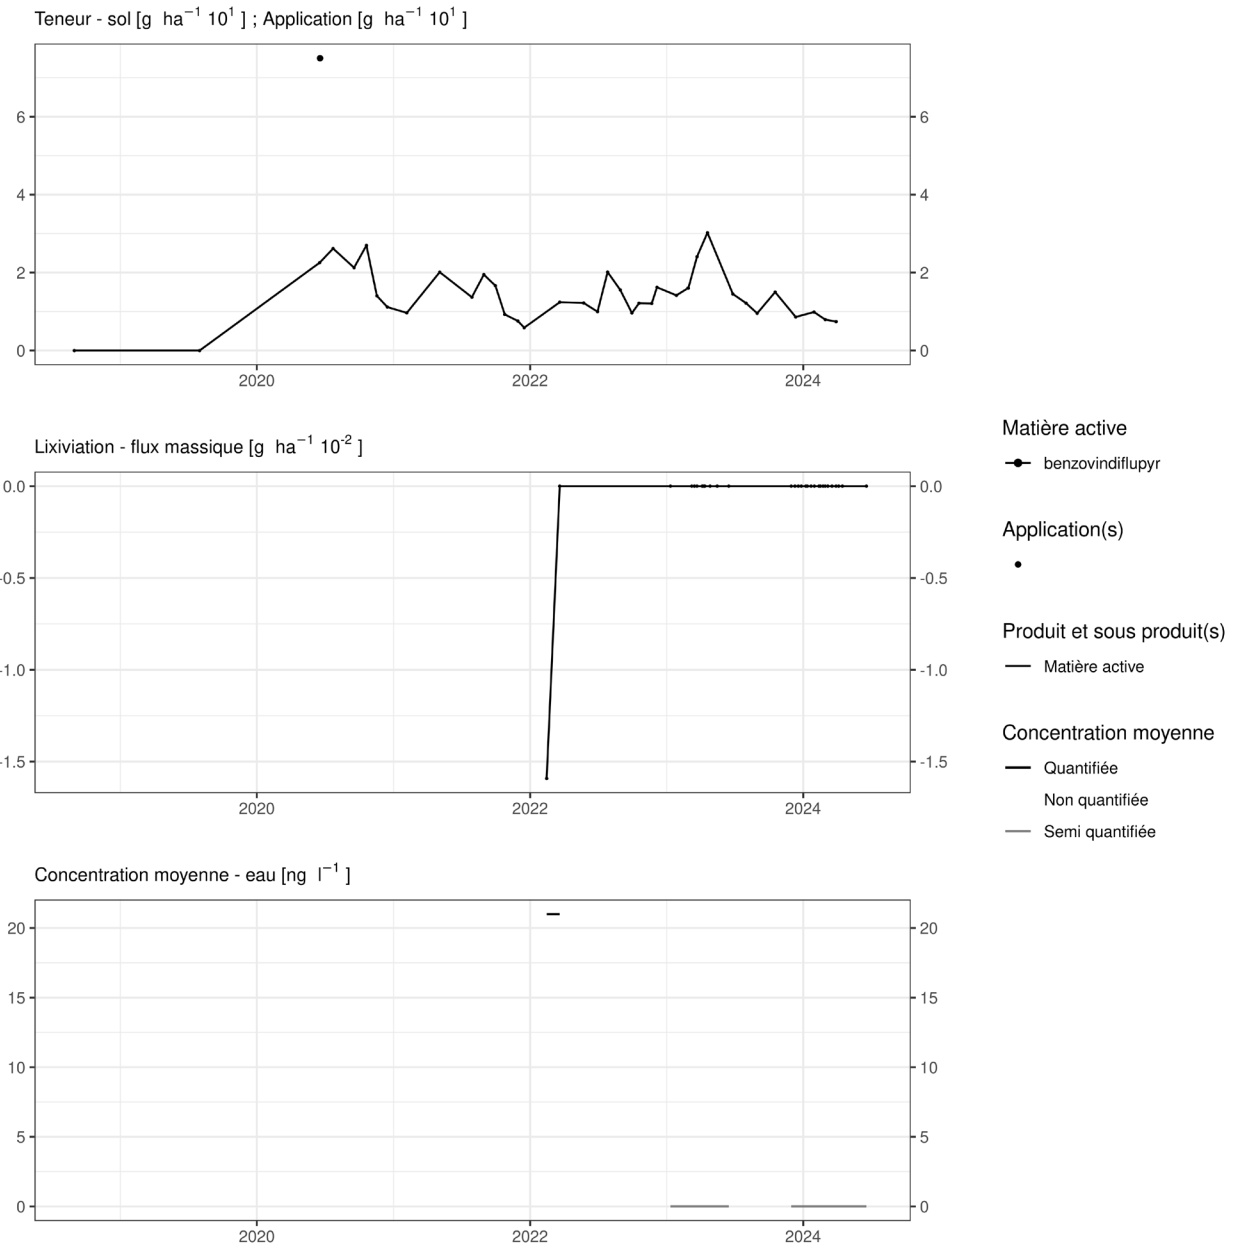 Teneur - sol [g ha−1 101 ] ; Application [g ha−1 101 ]
6 6
4 4
2 2
0 0
2020 2022 2024
Lixiviation - flux massique [g ha−1 10-2 ]
0.0 0.0
-0.5 -0.5
-1.0 -1.0
-1.5 -1.5
2020 2022 2024
Concentration moyenne - eau [ng l−1 ]
20 20
15 15
10 10
5 5
0 0
2020 2022 2024
Matière active
benzovindiflupyr
Application(s)
Produit et sous produit(s)
Matière active
Concentration moyenne
Quantifiée
Non quantifiée
Semi quantifiée